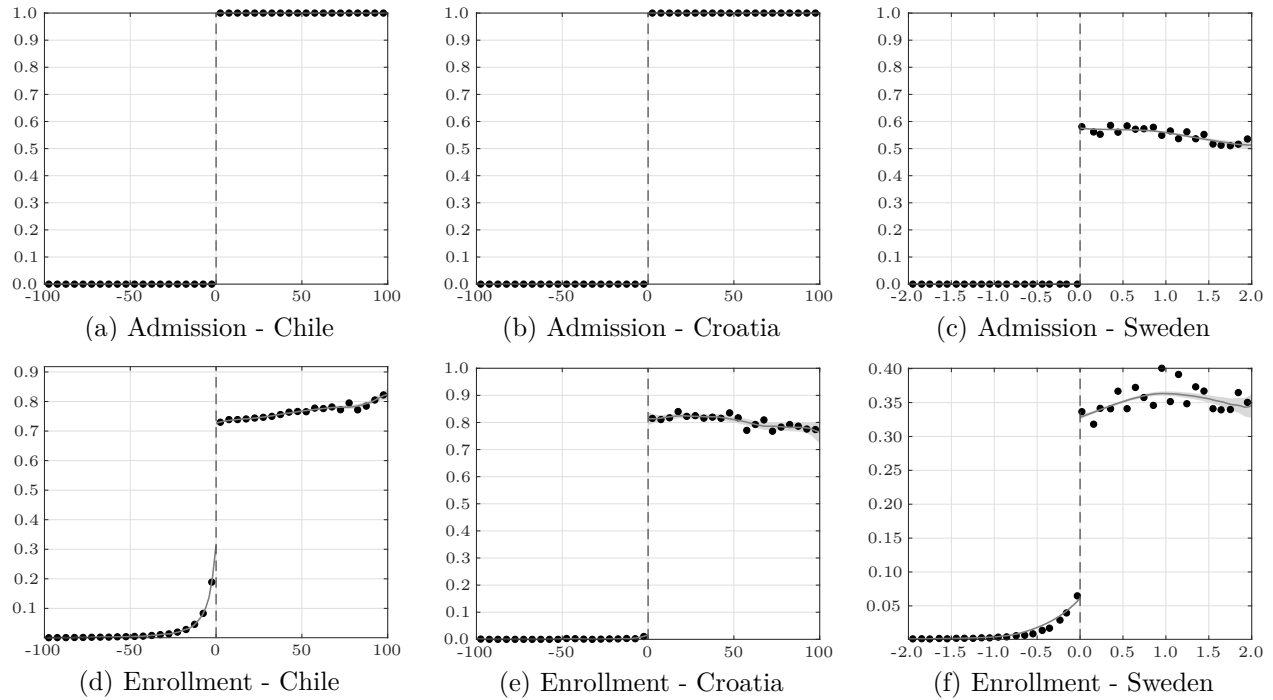 1.0 1.0 1.0
0.9 0.9 0.9
0.8 0.8 0.8
0.7 0.7 0.7
0.6 0.6 0.6
0.5 0.5 0.5
0.4 0.4 0.4
0.3 0.3 0.3
0.2 0.2 0.2
0.1 0.1 0.1
0.0 0.0 0.0
-100 -50 0 50 100 -100 -50 0 50 100 -2.0 -1.5 -1.0 -0.5 0.0 0.5 1.0 1.5 2.0
(a) Admission - Chile (b) Admission - Croatia (c) Admission - Sweden
0.9
0.8
0.7
0.6
0.5
0.4
0.3
0.2
0.1
-100 -50 0 50 100
(d) Enrollment - Chile
1.0
0.9
0.8
0.7
0.6
0.5
0.4
0.3
0.2
0.1
0.0
-100 -50 0 50 100
(e) Enrollment - Croatia
0.40
0.35
0.30
0.25
0.20
0.15
0.10
0.05
-2.0 -1.5 -1.0 -0.5 0.0 0.5 1.0 1.5 2.0
(f) Enrollment - Sweden